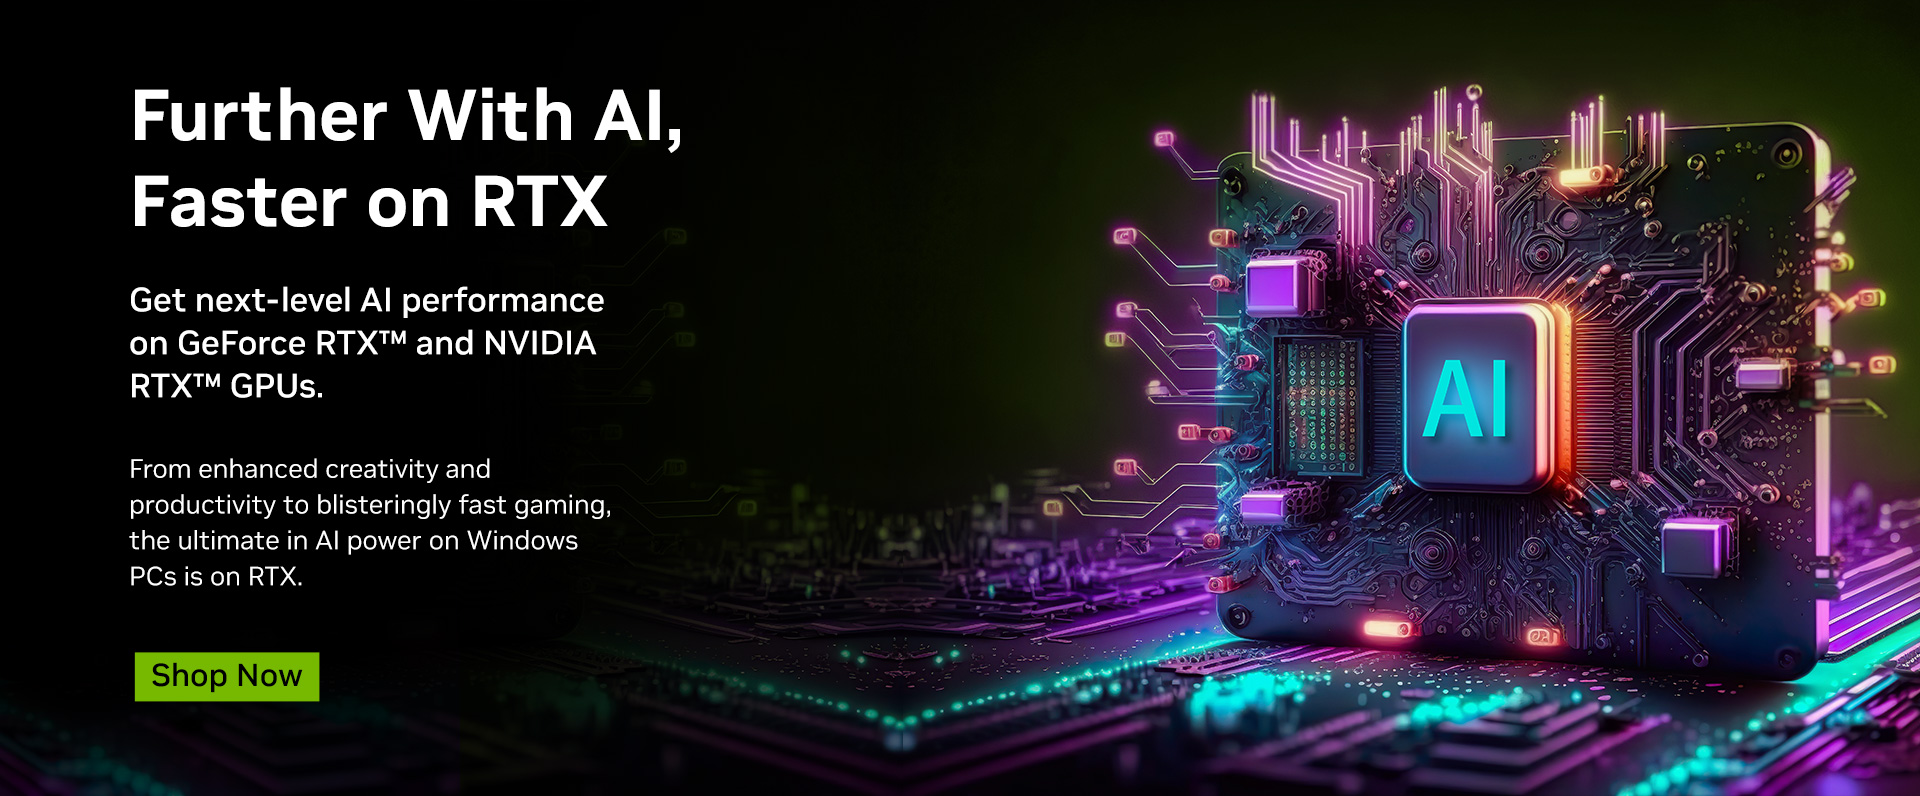 Further With AI,
Faster on RTX
Get next-level AI performance
on GeForce RTX™ and NVIDIA
RTX™ GPUs.
From enhanced creativity and
productivity to blisteringly fast gaming,
the ultimate in AI power on Windows
PCs is on RTX.
Shop Now
AI